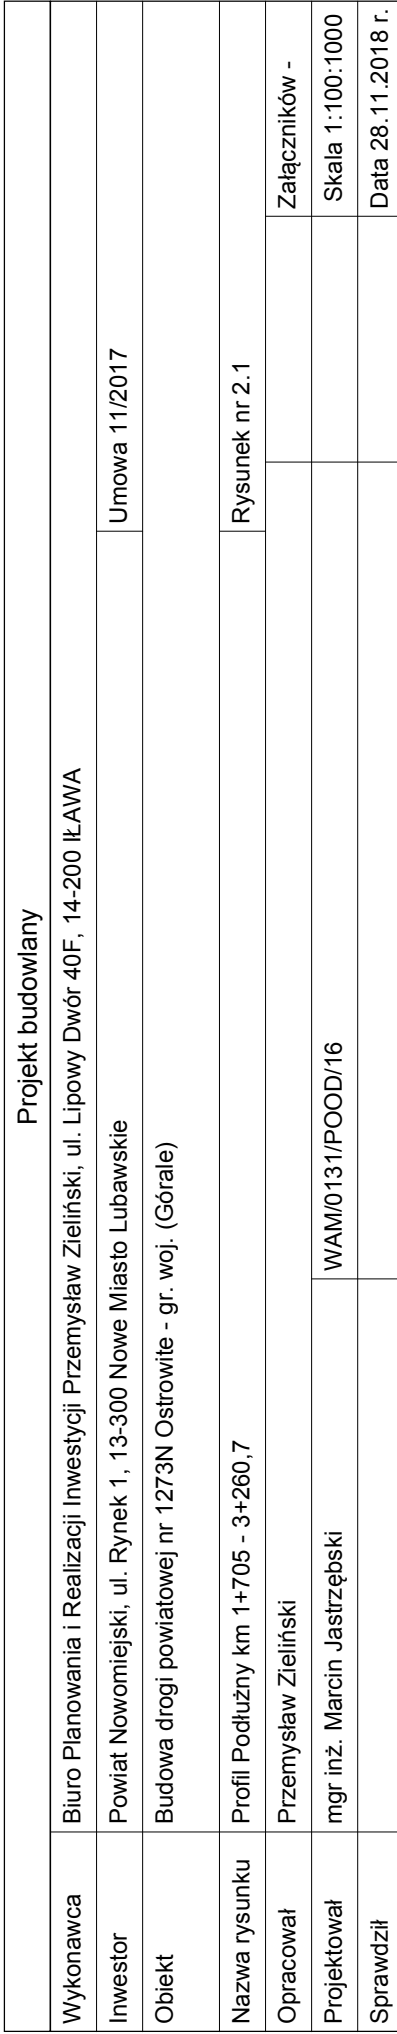 Projekt budowlany
Wykonawca Biuro Planowania i Realizacji Inwestycji Przemysław Zieliński, ul. Lipowy Dwór 40F, 14-200 IŁAWA
Inwestor Powiat Nowomiejski, ul. Rynek 1, 13-300 Nowe Miasto Lubawskie Umowa 11/2017
Obiekt Budowa drogi powiatowej nr 1273N Ostrowite - gr. woj. (Górale)
Nazwa rysunku Profil Podłużny km 1+705 - 3+260,7 Rysunek nr 2.1
Opracował Przemysław Zieliński Załączników -
Projektował mgr inż. Marcin Jastrzębski WAM/0131/POOD/16 Skala 1:100:1000
Sprawdził Data 28.11.2018 r.